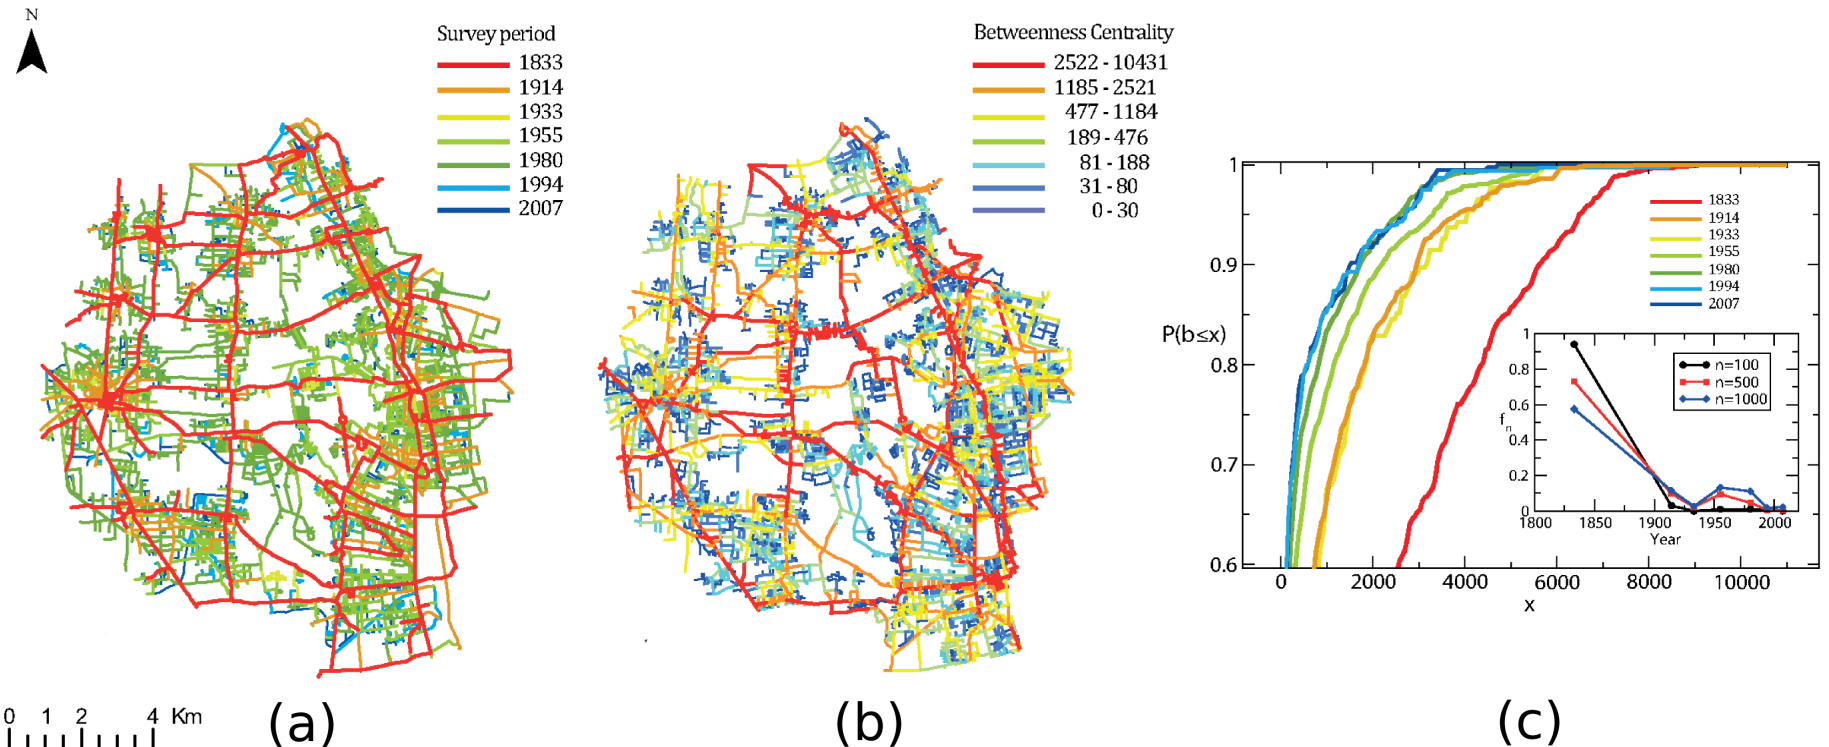 N
Survey period
1833
1914
1933
1955
1980
1994
2007
0 1 2 4 Km
(a)
Betweenness Centrality
2522 - 10431
1185 - 2521
477 - 1184
189 - 476
81 - 188
31 - 80
0 - 30
(b)
1
0.9
0.8
0.7
0.6
P(b≤x)
0 2000 4000 6000 8000 10000
x
1833
1914
1933
1955
1980
1994
2007
1
0.8
0.6
0.4
0.2
0
fn
n=100
n=500
n=1000
1800 1850 1900 1950 2000
Year
(c)